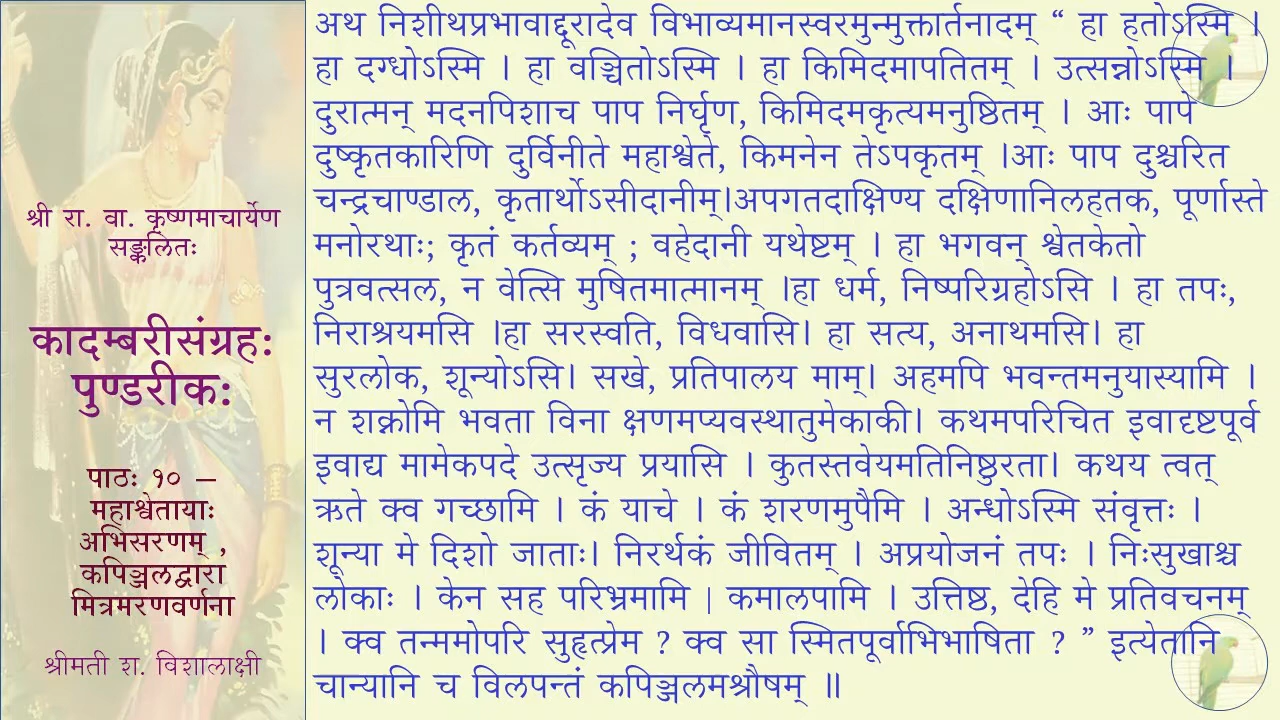 श्री रा. वा. कृष्णमाचार्येण
सङ्कलितः
कादम्बरीसंग्रहः
पुण्डरीकः
पाठः १० –
महाश्वेतायाः
अभिसरणम् ,
कपिञ्जलद्वारा
मित्रमरणवर्णना
श्रीमती श. विशालाक्षी
अथ निशीथप्रभावाद्दूरादेव विभाव्यमानस्वरमुन्मुक्तार्तनादम् “ हा हतोऽस्मि ।
हा दग्धोऽस्मि । हा वञ्चितोऽस्मि । हा किमिदमापतितम् । उत्सन्नोऽस्मि ।
दुरात्मन् मदनपिशाच पाप निर्घृण, किमिदमकृत्यमनुष्ठितम् । आः पापे
दुष्कृतकारिणि दुर्विनीते महाश्वेते, किमनेन तेऽपकृतम् ।आः पाप दुश्चरित
चन्द्रचाण्डाल, कृतार्थोऽसीदानीम्।अपगतदाक्षिण्य दक्षिणानिलहतक, पूर्णास्ते
मनोरथाः; कृतं कर्तव्यम् ; वहेदानी यथेष्टम् । हा भगवन् श्वेतकेतो
पुत्रवत्सल, न वेत्सि मुषितमात्मानम् ।हा धर्म, निष्परिग्रहोऽसि । हा तपः,
निराश्रयमसि ।हा सरस्वति, विधवासि। हा सत्य, अनाथमसि। हा
सुरलोक, शून्योऽसि। सखे, प्रतिपालय माम्। अहमपि भवन्तमनुयास्यामि ।
न शक्नोमि भवता विना क्षणमप्यवस्थातुमेकाकी। कथमपरिचित इवादृष्टपूर्व
इवाद्य मामेकपदे उत्सृज्य प्रयासि । कुतस्तवेयमतिनिष्ठुरता। कथय त्वत्
ऋते क्व गच्छामि । कं याचे । कं शरणमुपैमि । अन्धोऽस्मि संवृत्तः ।
शून्या मे दिशो जाताः। निरर्थकं जीवितम् । अप्रयोजनं तपः । निःसुखाश्च
लोकाः । केन सह परिभ्रमामि | कमालपामि । उत्तिष्ठ, देहि मे प्रतिवचनम्
। क्व तन्ममोपरि सुहृत्प्रेम ? क्व सा स्मितपूर्वाभिभाषिता ? ” इत्येतानि
चान्यानि च विलपन्तं कपिञ्जलमश्रौषम् ॥